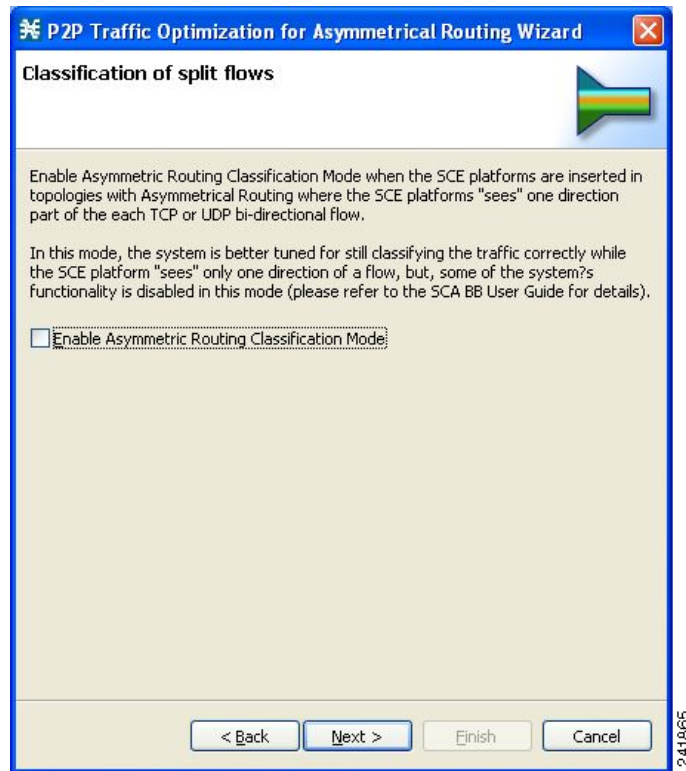 P2P Traffic Optimization for Asymmetrical Routing Wizard
Classification of split flows
Enable Asymmetric Routing Classification Mode when the SCE platforms are inserted in
topologies with Asymmetrical Routing where the SCE platforms "sees" one direction
part of the each TCP or UDP bi-directional flow.
In this mode, the system is better tuned for still classifying the traffic correctly while
the SCE platform "sees" only one direction of a flow, but, some of the system?s
functionality is disabled in this mode (please refer to the SCA BB User Guide for details).
Enable Asymmetric Routing Classification Mode
< Back Next > Finish Cancel
241865